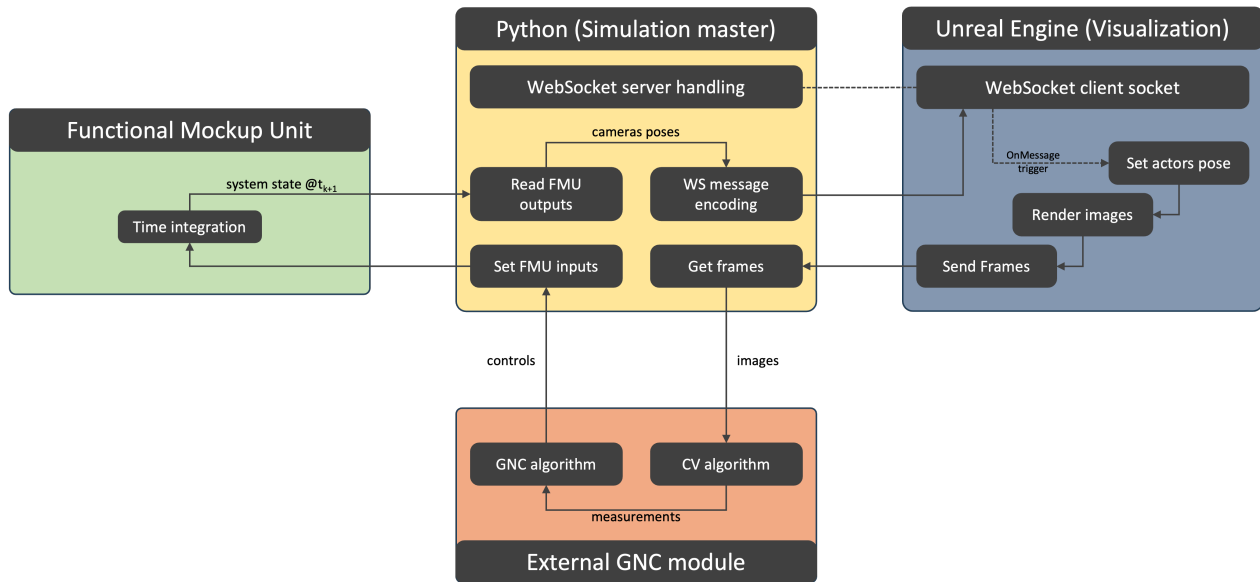 Python (Simulation master)
Unreal Engine (Visualization)
WebSocket server handling
WebSocket client socket
Functional Mockup Unit
cameras poses
OnMessage
trigger
Set actors pose
system state @tk+1
Read FMU
outputs
WS message
encoding
Time integration
Render images
Set FMU inputs
Get frames
Send Frames
controls
images
GNC algorithm
CV algorithm
measurements
External GNC module